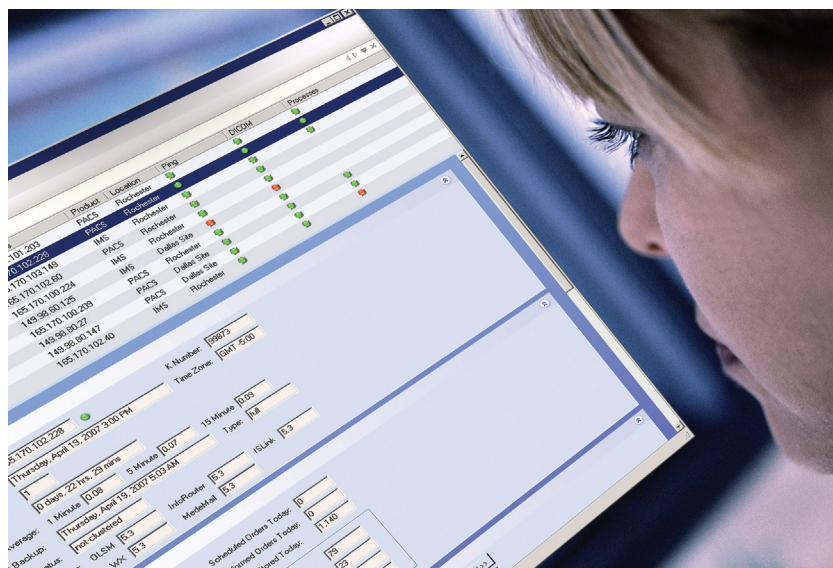 Product Location Ping DICOM Processes
.101.203 PACS Rochester
.170.102.228 PACS Rochester
.170.103.149 IMS Rochester
165.170.102.60 PACS Rochester
165.170.100.224 IMS Dallas Site
149.98.60.125 IMS Rochester
165.170.100.209 PACS Dallas Site
149.98.80.27 PACS Dallas Site
149.98.80.147 IMS Rochester
165.170.102.40
K Number: 99873
Time Zone: GMT -5:00
65.170.102.228
Thursday, April 19, 2007 3:00 PM
1
0 days, 22 hrs, 29 mins
verage: 1 Minute 0.08 5 Minute 0.07 15 Minute 0.09
Backup: Thursday, April 19, 2007 5:03 AM Type: full
atus: not-clustered
OLSM 5.3 InfoRouter 5.3 ISLink 5.3
WX 5.3 MedeMail 5.3
Scheduled Orders Today: 0
Orders Today: 0
tored Today: 1,140
79
23
>>